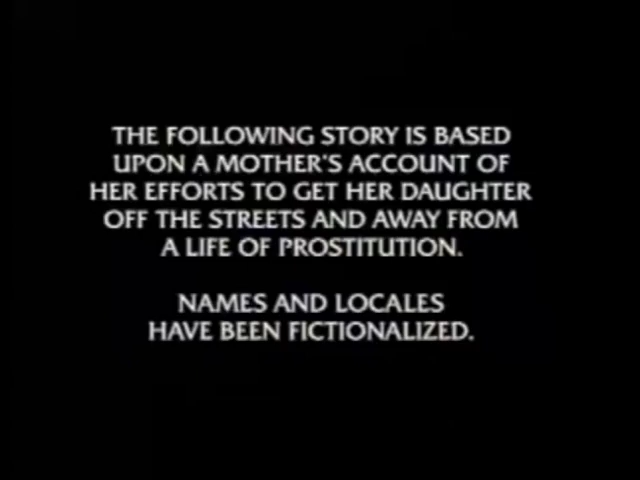 THE FOLLOWING STORY IS BASED
UPON A MOTHER'S ACCOUNT OF
HER EFFORTS TO GET HER DAUGHTER
OFF THE STREETS AND AWAY FROM
A LIFE OF PROSTITUTION.
NAMES AND LOCALES
HAVE BEEN FICTIONALIZED.